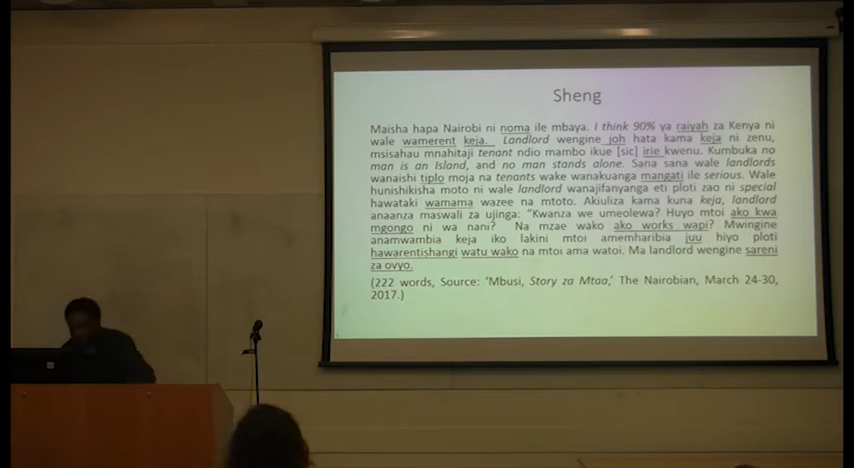 Sheng
Maisha hapa Nairobi ni noma ile mbaya. I think 90% ya raiyah za Kenya ni
wale wamerent keja. Landlord wengine joh hata kama keja ni zenu,
msisahau mnahitaji tenant ndio mambo ikue [sic] irie kwenu. Kumbuka no
man is an Island, and no man stands alone. Sana sana wale landlords
wanaishi tiplo moja na tenants wake wanakuanga mangati ile serious. Wale
hunishikisha moto ni wale landlord wanajifanyanga eti ploti zao ni special
hawataki wamama wazee na mtoto. Akiuliza kama kuna keja, landlord
anaanza maswali za ujinga: “Kwanza we umeolewa? Huyo mtoi ako kwa
mgongo ni wa nani? Na mzae wako ako works wapi? Mwingine
anamwambia keja iko lakini mtoi amemharibia juu hiyo ploti
hawarentishangi watu wako na mtoi ama watoi. Ma landlord wengine sareni
za ovyo.
(222 words, Source: ‘Mbusi, Story za Mtaa,’ The Nairobian, March 24-30,
2017.)